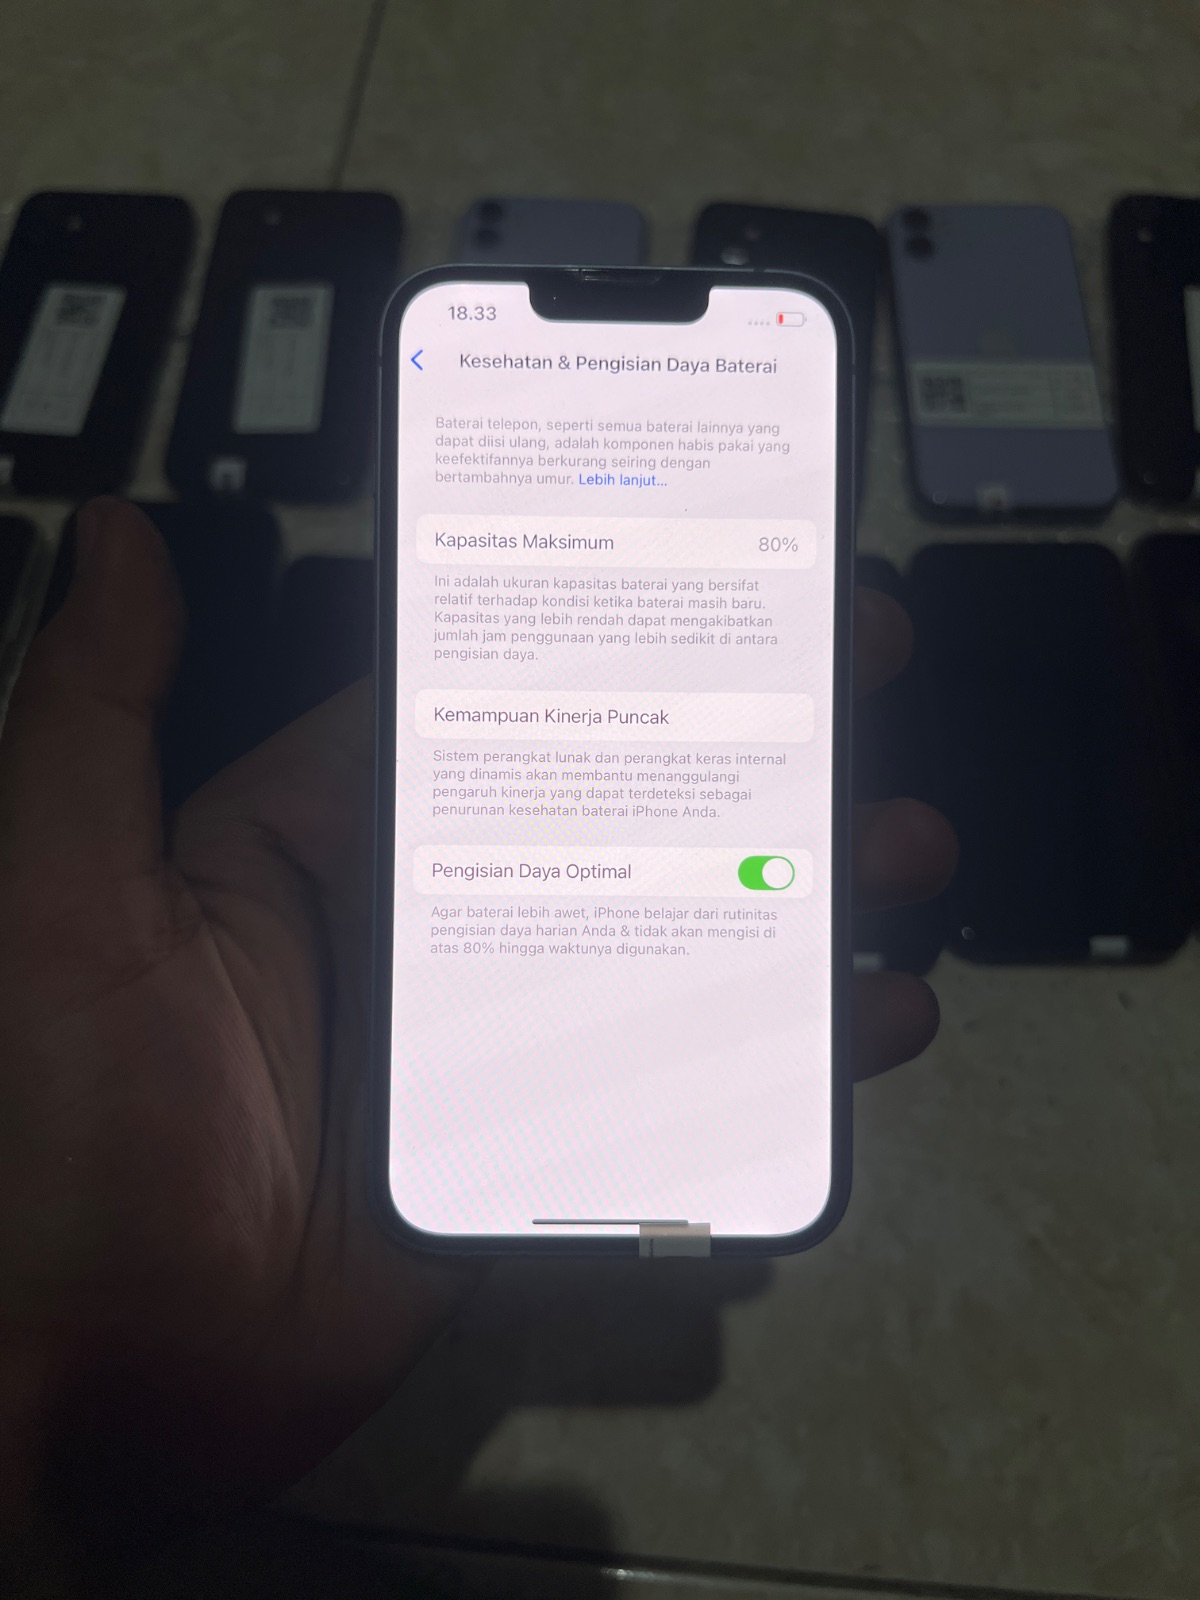 18.33
Kesehatan & Pengisian Daya Baterai
Baterai telepon, seperti semua baterai lainnya yang
dapat diisi ulang, adalah komponen habis pakai yang
keefektifannya berkurang seiring dengan
bertambahnya umur. Lebih lanjut...
Kapasitas Maksimum 80%
Ini adalah ukuran kapasitas baterai yang bersifat
relatif terhadap kondisi ketika baterai masih baru.
Kapasitas yang lebih rendah dapat mengakibatkan
jumlah jam penggunaan yang lebih sedikit di antara
pengisian daya.
Kemampuan Kinerja Puncak
Sistem perangkat lunak dan perangkat keras internal
yang dinamis akan membantu menanggulangi
pengaruh kinerja yang dapat terdeteksi sebagai
penurunan kesehatan baterai iPhone Anda.
Pengisian Daya Optimal
Agar baterai lebih awet, iPhone belajar dari rutinitas
pengisian daya harian Anda & tidak akan mengisi di
atas 80% hingga waktunya digunakan.